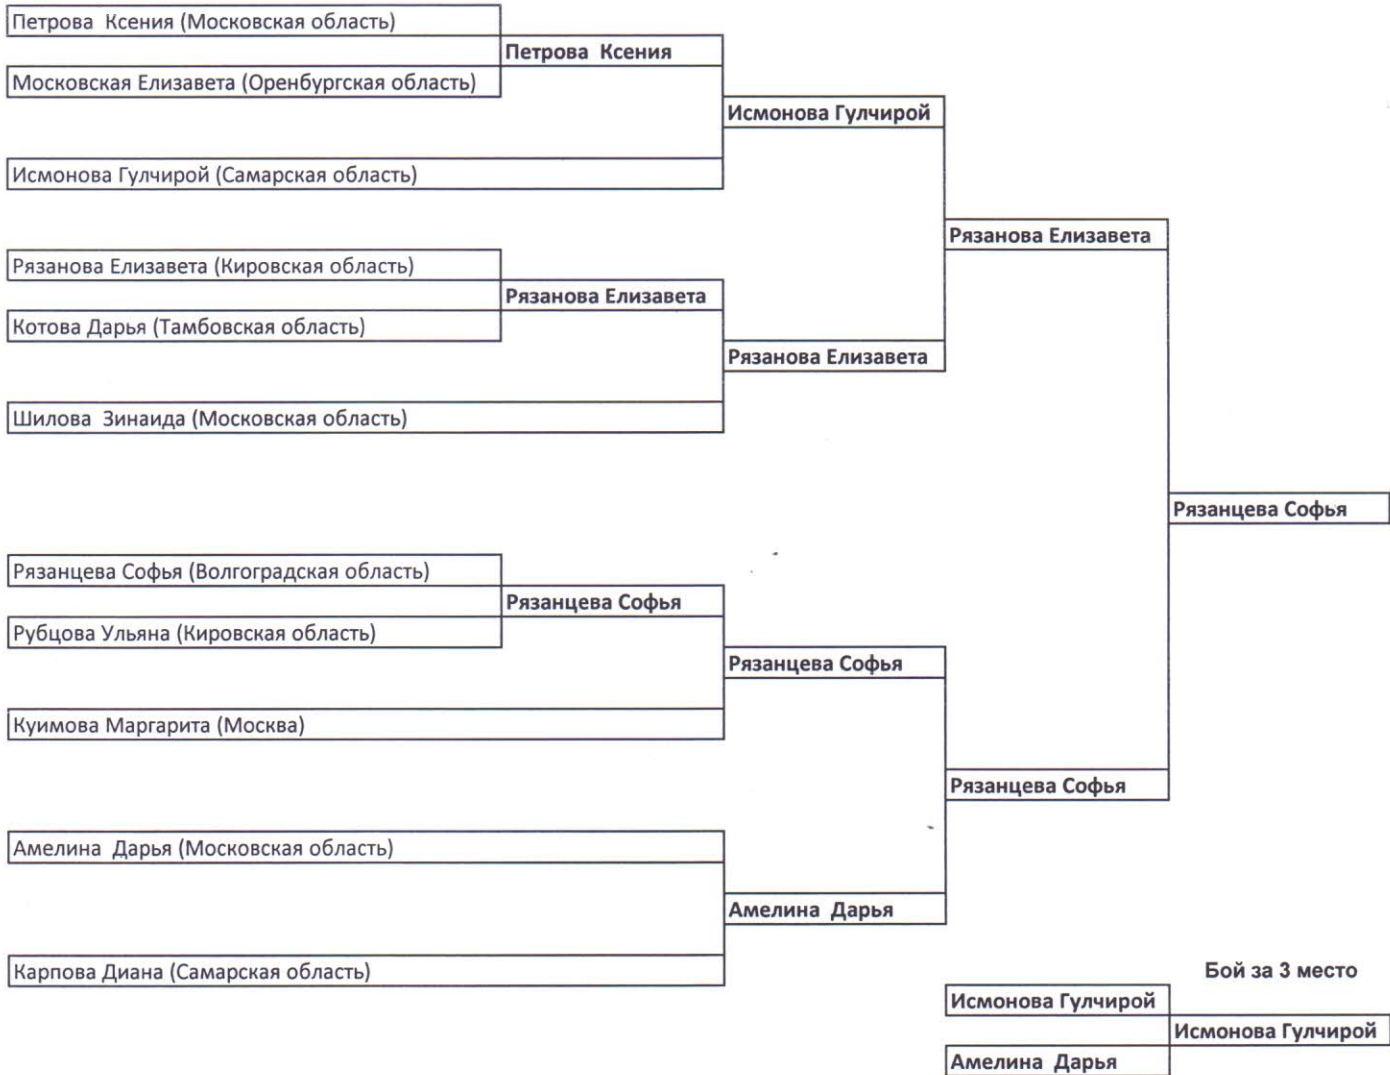 Петрова  Ксения (Московская область)
Петрова  Ксения
Московская Елизавета (Оренбургская область)
Исмонова Гулчирой
Исмонова Гулчирой (Самарская область)
Рязанова Елизавета
Рязанова Елизавета (Кировская область)
Рязанова Елизавета
Котова Дарья (Тамбовская область)
Рязанова Елизавета
Шилова  Зинаида (Московская область)
Рязанцева Софья
Рязанцева Софья (Волгоградская область)
Рязанцева Софья
Рубцова Ульяна (Кировская область)
Рязанцева Софья
Куимова Маргарита (Москва)
Рязанцева Софья
Амелина  Дарья (Московская область)
Амелина  Дарья
Карпова Диана (Самарская область)
Бой за 3 место
Исмонова Гулчирой
Исмонова Гулчирой
Амелина  Дарья